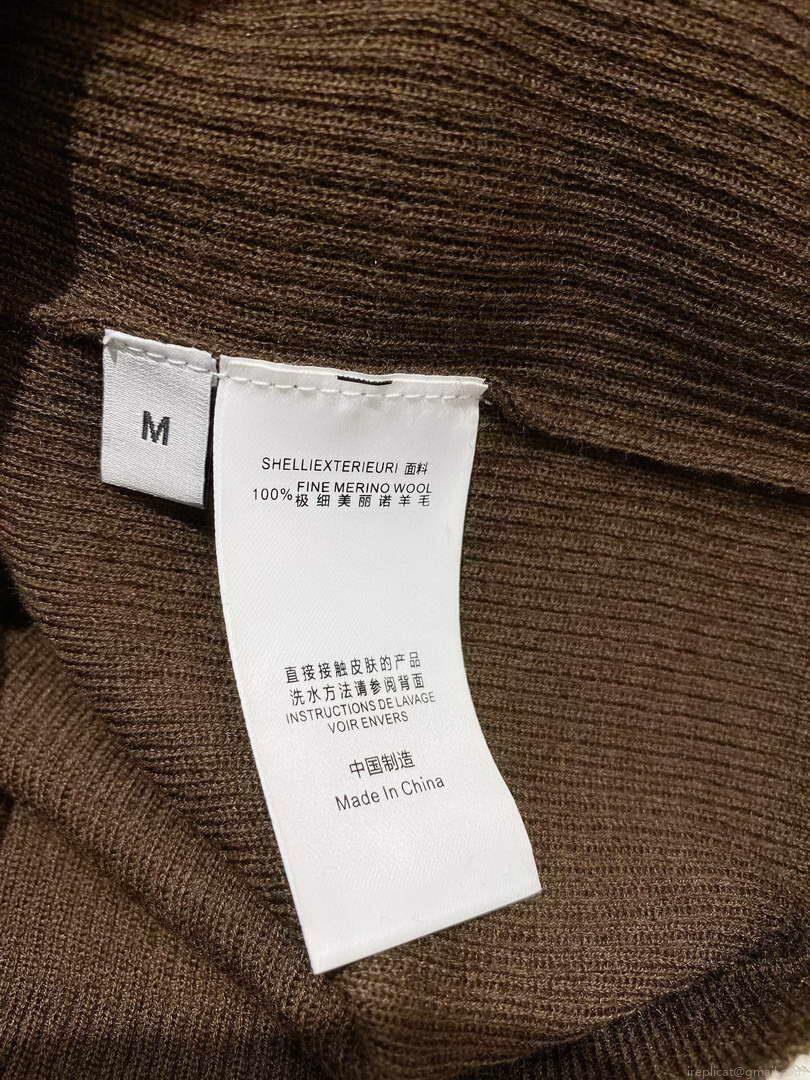 M
SHELLIEXTERIEURI 面料
100% FINE MERINO WOOL
极细美丽诺羊毛
直接接触皮肤的产品
洗水方法请参阅背面
INSTRUCTIONS DE LAVAGE
VOIR ENVERS
中国制造
Made In China